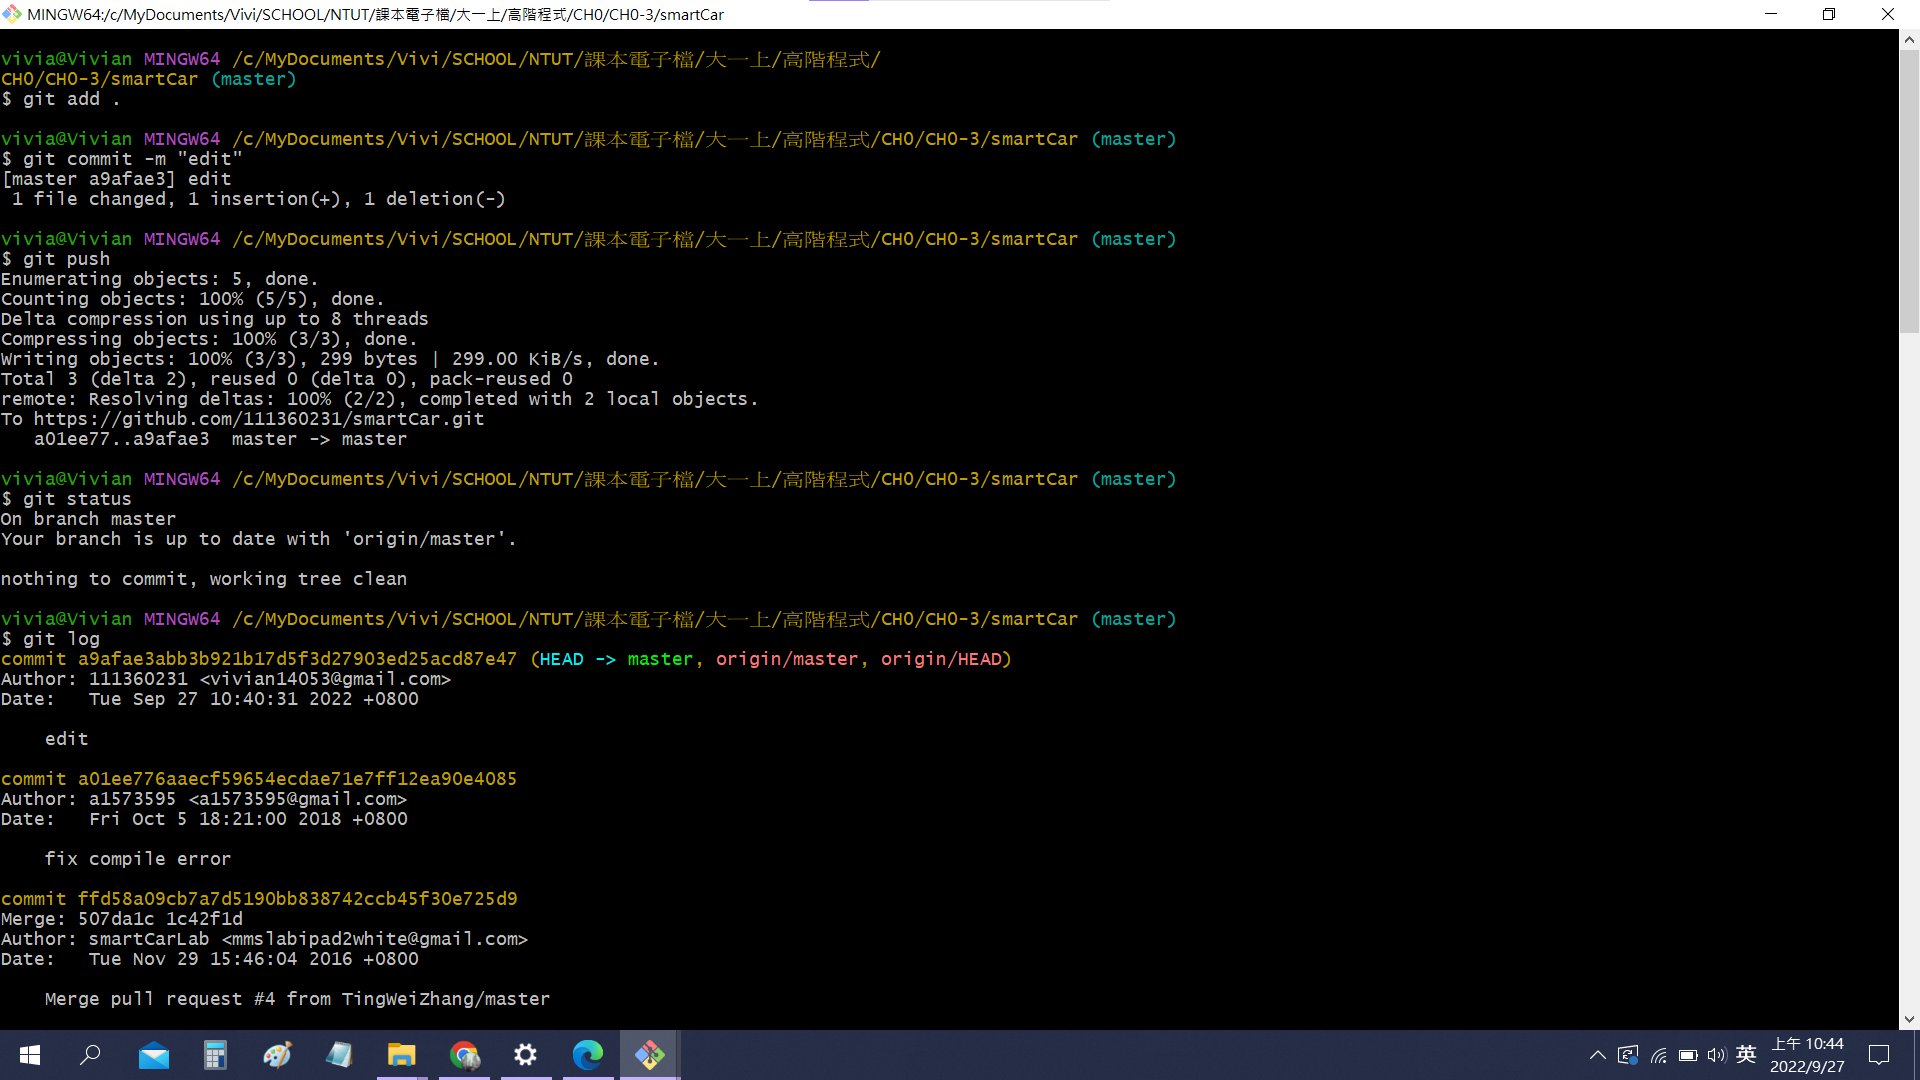 MINGW64:/c/MyDocuments/Vivi/SCHOOL/NTUT/課本電子檔/大一上/高階程式/CH0/CH0-3/smartCar
vivia@Vivian MINGW64 /c/MyDocuments/Vivi/SCHOOL/NTUT/課本電子檔/大一上/高階程式/
CH0/CH0-3/smartCar (master)
$ git add .
vivia@Vivian MINGW64 /c/MyDocuments/Vivi/SCHOOL/NTUT/課本電子檔/大一上/高階程式/CH0/CH0-3/smartCar (master)
$ git commit -m "edit"
[master a9afae3] edit
 1 file changed, 1 insertion(+), 1 deletion(-)
vivia@Vivian MINGW64 /c/MyDocuments/Vivi/SCHOOL/NTUT/課本電子檔/大一上/高階程式/CH0/CH0-3/smartCar (master)
$ git push
Enumerating objects: 5, done.
Counting objects: 100% (5/5), done.
Delta compression using up to 8 threads
Compressing objects: 100% (3/3), done.
Writing objects: 100% (3/3), 299 bytes | 299.00 KiB/s, done.
Total 3 (delta 2), reused 0 (delta 0), pack-reused 0
remote: Resolving deltas: 100% (2/2), completed with 2 local objects.
To https://github.com/111360231/smartCar.git
   a01ee77..a9afae3  master -> master
vivia@Vivian MINGW64 /c/MyDocuments/Vivi/SCHOOL/NTUT/課本電子檔/大一上/高階程式/CH0/CH0-3/smartCar (master)
$ git status
On branch master
Your branch is up to date with 'origin/master'.
nothing to commit, working tree clean
vivia@Vivian MINGW64 /c/MyDocuments/Vivi/SCHOOL/NTUT/課本電子檔/大一上/高階程式/CH0/CH0-3/smartCar (master)
$ git log
commit a9afae3abb3b921b17d5f3d27903ed25acd87e47 (HEAD -> master, origin/master, origin/HEAD)
Author: 111360231 <vivian14053@gmail.com>
Date:   Tue Sep 27 10:40:31 2022 +0800
    edit
commit a01ee776aaecf59654ecdae71e7ff12ea90e4085
Author: a1573595 <a1573595@gmail.com>
Date:   Fri Oct 5 18:21:00 2018 +0800
    fix compile error
commit ffd58a09cb7a7d5190bb838742ccb45f30e725d9
Merge: 507da1c 1c42f1d
Author: smartCarLab <mmslabipad2white@gmail.com>
Date:   Tue Nov 29 15:46:04 2016 +0800
    Merge pull request #4 from TingWeiZhang/master
英
上午 10:44
2022/9/27